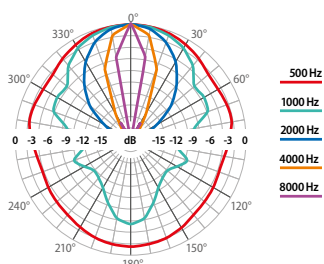 0°
330° 30°
300° 60°
500 Hz
1000 Hz
0 -3 -6 -9 -12 -15 dB -15 -12 -9 -6 -3 0
2000 Hz
4000 Hz
8000 Hz
240° 120°
210° 150°
180°